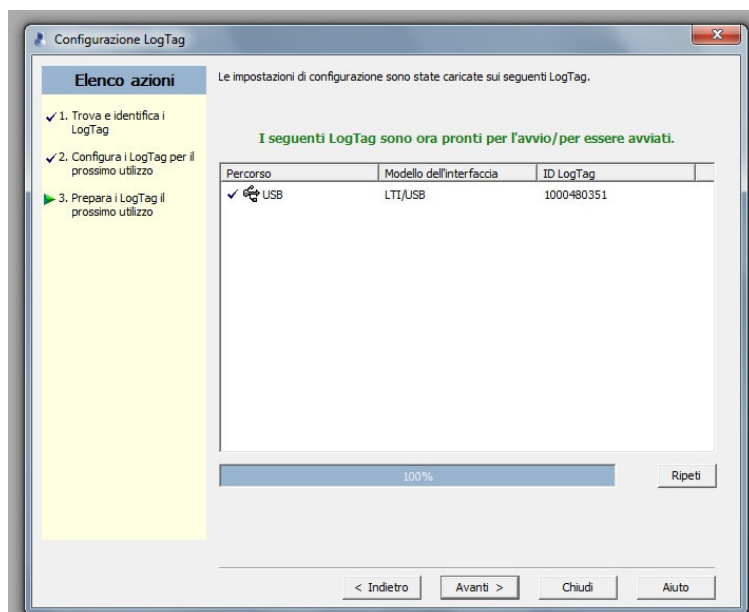 Configurazione LogTag
Elenco azioni
1. Trova e identifica i
LogTag
2. Configura i LogTag per il
prossimo utilizzo
3. Prepara i LogTag il
prossimo utilizzo
Le impostazioni di configurazione sono state caricate sui seguenti LogTag.
I seguenti LogTag sono ora pronti per l'avvio/per essere avviati.
Percorso Modello dell'interfaccia ID LogTag
USB LTI/USB 1000480351
100%
Ripeti
< Indietro Avanti > Chiudi Aiuto